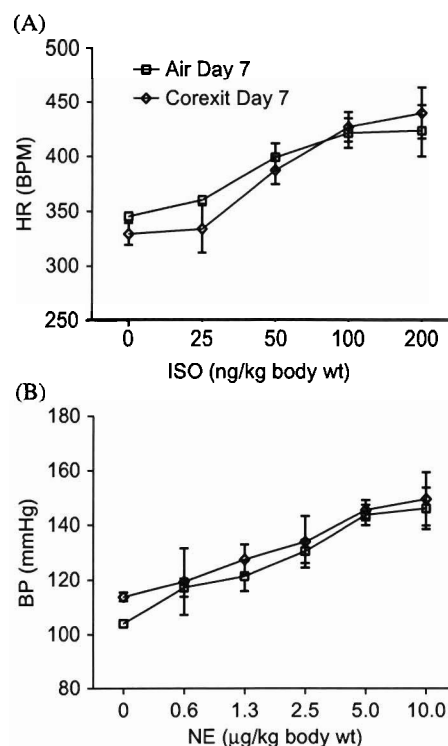 (A)
450
400
350
300
250
HR (BPM)
Air Day 7
Corexit Day 7
0 25 50 100 200
ISO (ng/kg body wt)
(B)
180
160
140
120
100
80
BP (mmHg)
0 0.6 1.3 2.5 5.0 10.0
NE (µg/kg body wt)